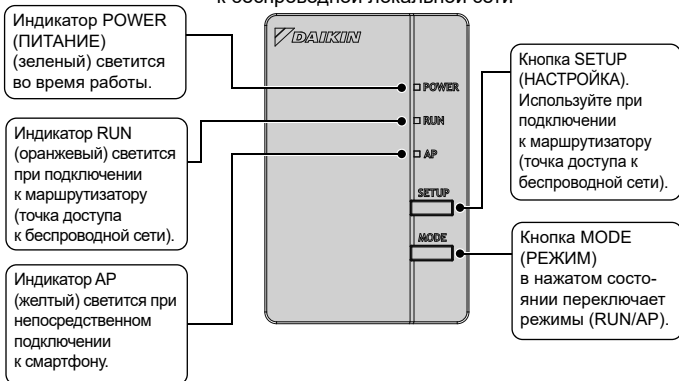 к беспроводной локальной сети
Индикатор POWER
(ПИТАНИЕ)
(зеленый) светится
во время работы.
Индикатор RUN
(оранжевый) светится
при подключении
к маршрутизатору
(точка доступа
к беспроводной сети).
Индикатор AP
(желтый) светится при
непосредственном
подключении
к смартфону.
DAIKIN
POWER
RUN
AP
SETUP
MODE
Кнопка SETUP
(НАСТРОЙКА).
Используйте при
подключении
к маршрутизатору
(точка доступа к
беспроводной сети).
Кнопка MODE
(РЕЖИМ)
в нажатом состо-
янии переключает
режимы (RUN/AP).